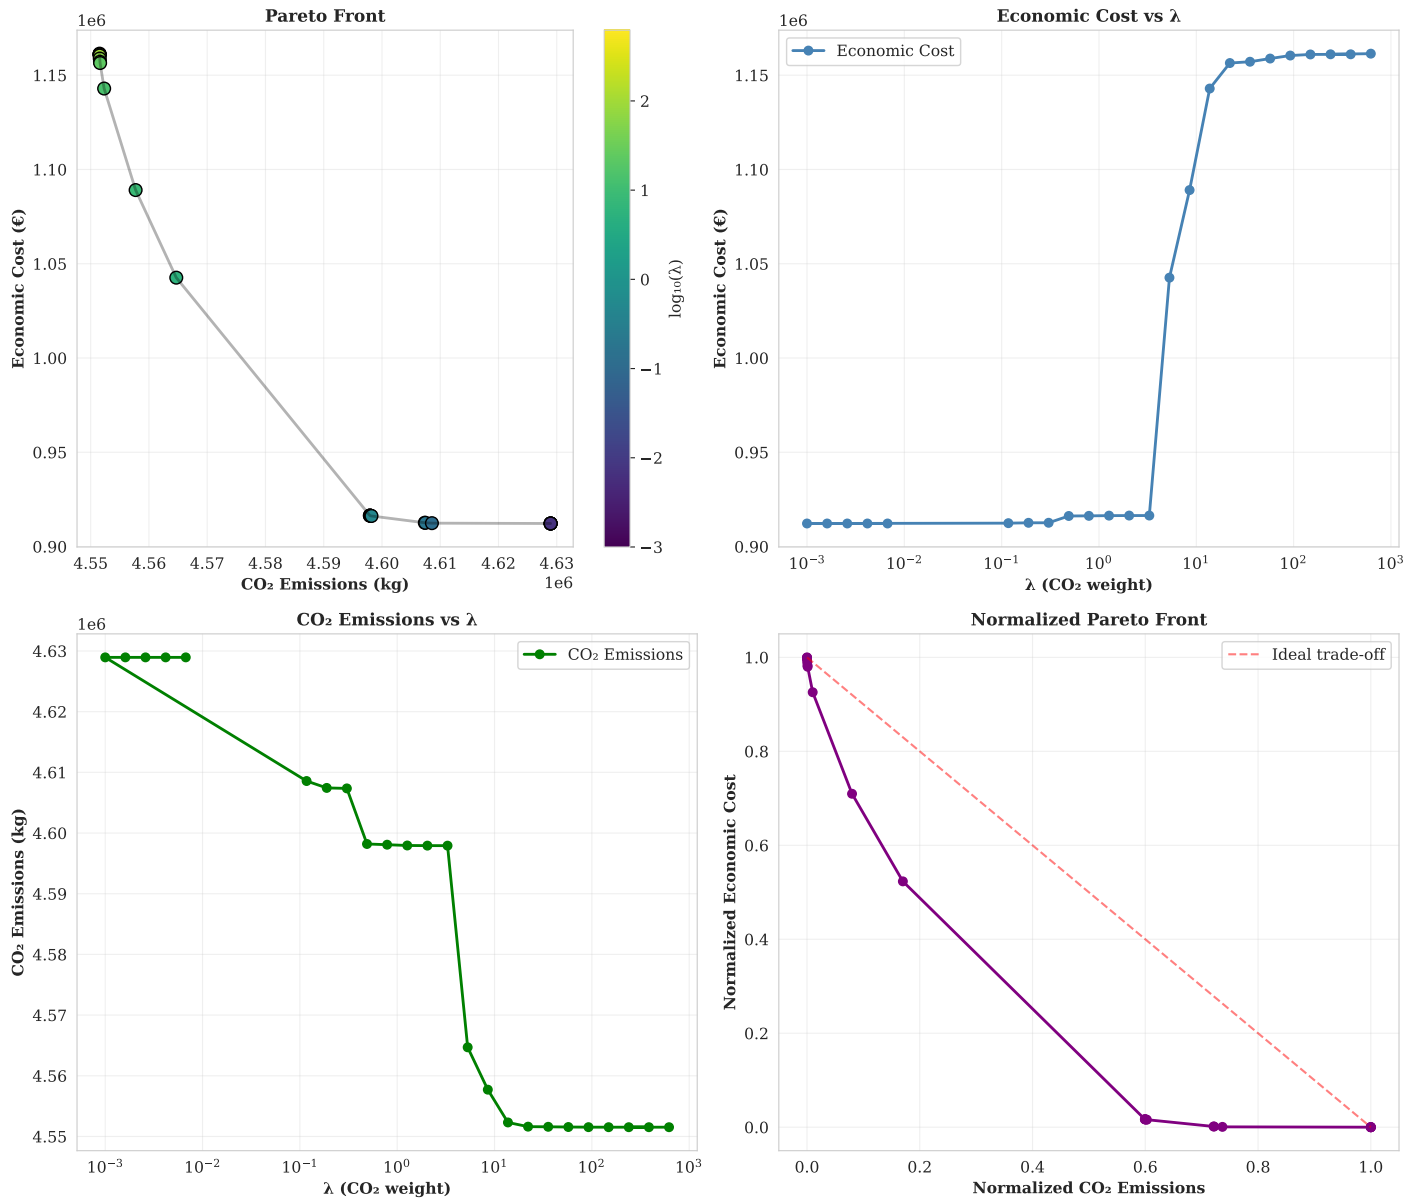 Pareto Front
1e6
1.15
1.10
1.05
1.00
0.95
0.90
Economic Cost (€)
4.55 4.56 4.57 4.58 4.59 4.60 4.61 4.62 4.63
1e6
CO₂ Emissions (kg)
2
1
0
−1
−2
−3
log₁₀(λ)
Economic Cost vs λ
1e6
Economic Cost
1.15
1.10
1.05
1.00
0.95
0.90
Economic Cost (€)
10⁻³ 10⁻² 10⁻¹ 10⁰ 10¹ 10² 10³
λ (CO₂ weight)
CO₂ Emissions vs λ
1e6
CO₂ Emissions
4.63
4.62
4.61
4.60
4.59
4.58
4.57
4.56
4.55
CO₂ Emissions (kg)
10⁻³ 10⁻² 10⁻¹ 10⁰ 10¹ 10² 10³
λ (CO₂ weight)
Normalized Pareto Front
Ideal trade-off
1.0
0.8
0.6
0.4
0.2
0.0
Normalized Economic Cost
0.0 0.2 0.4 0.6 0.8 1.0
Normalized CO₂ Emissions